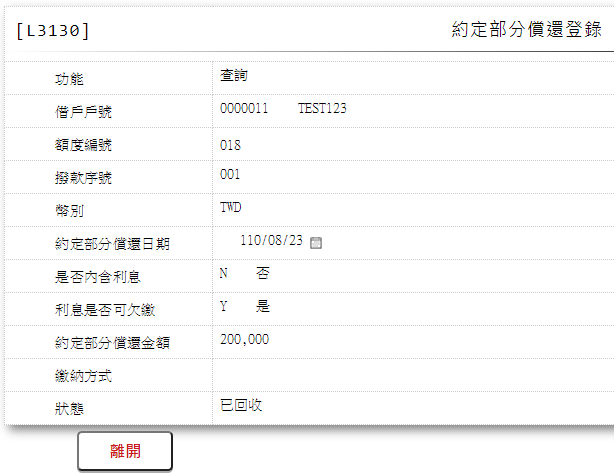 [L3130] 約定部分償還登錄
功能 查詢
借戶戶號 0000011 TEST123
額度編號 018
撥款序號 001
幣別 TWD
約定部分償還日期 110/08/23
是否內含利息 N 否
利息是否可欠繳 Y 是
約定部分償還金額 200,000
繳納方式
狀態 已回收
離開